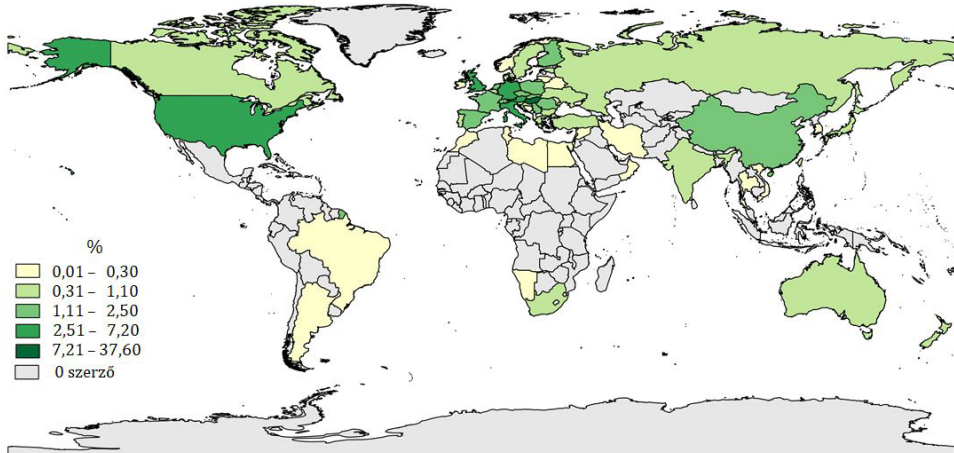 %
0,01 – 0,30
0,31 – 1,10
1,11 – 2,50
2,51 – 7,20
7,21 – 37,60
0 szerző